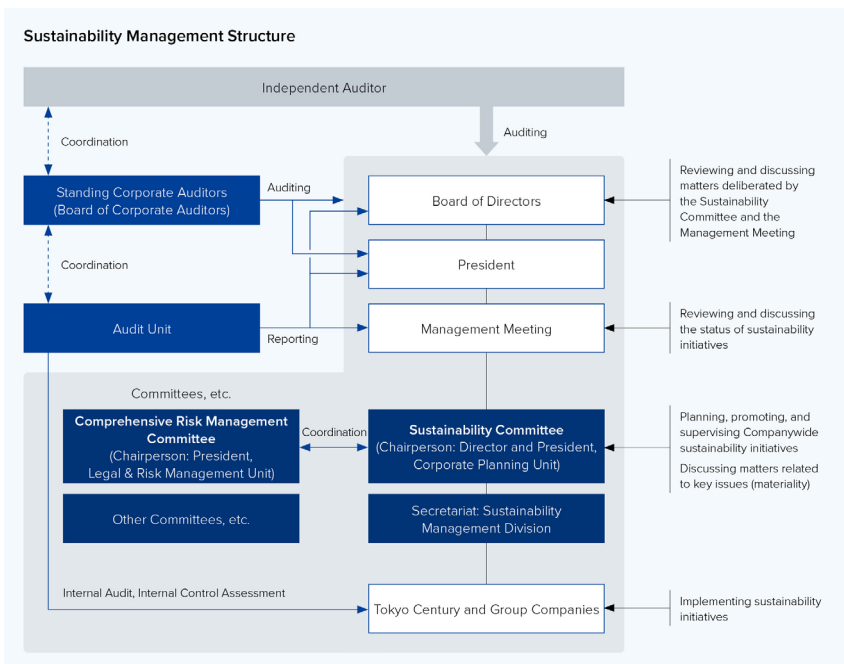 Sustainability Management Structure
Independent Auditor
Coordination
Auditing
Standing Corporate Auditors
(Board of Corporate Auditors)
Auditing
Board of Directors
Reviewing and discussing
matters deliberated by
the Sustainability
Committee and the
Management Meeting
Coordination
President
Audit Unit
Reporting
Management Meeting
Reviewing and discussing
the status of sustainability
initiatives
Committees, etc.
Comprehensive Risk Management
Committee
(Chairperson: President,
Legal & Risk Management Unit)
Coordination
Sustainability Committee
(Chairperson: Director and President,
Corporate Planning Unit)
Planning, promoting, and
supervising Companywide
sustainability initiatives
Discussing matters related
to key issues (materiality)
Other Committees, etc.
Secretariat: Sustainability
Management Division
Internal Audit, Internal Control Assessment
Tokyo Century and Group Companies
Implementing sustainability
initiatives